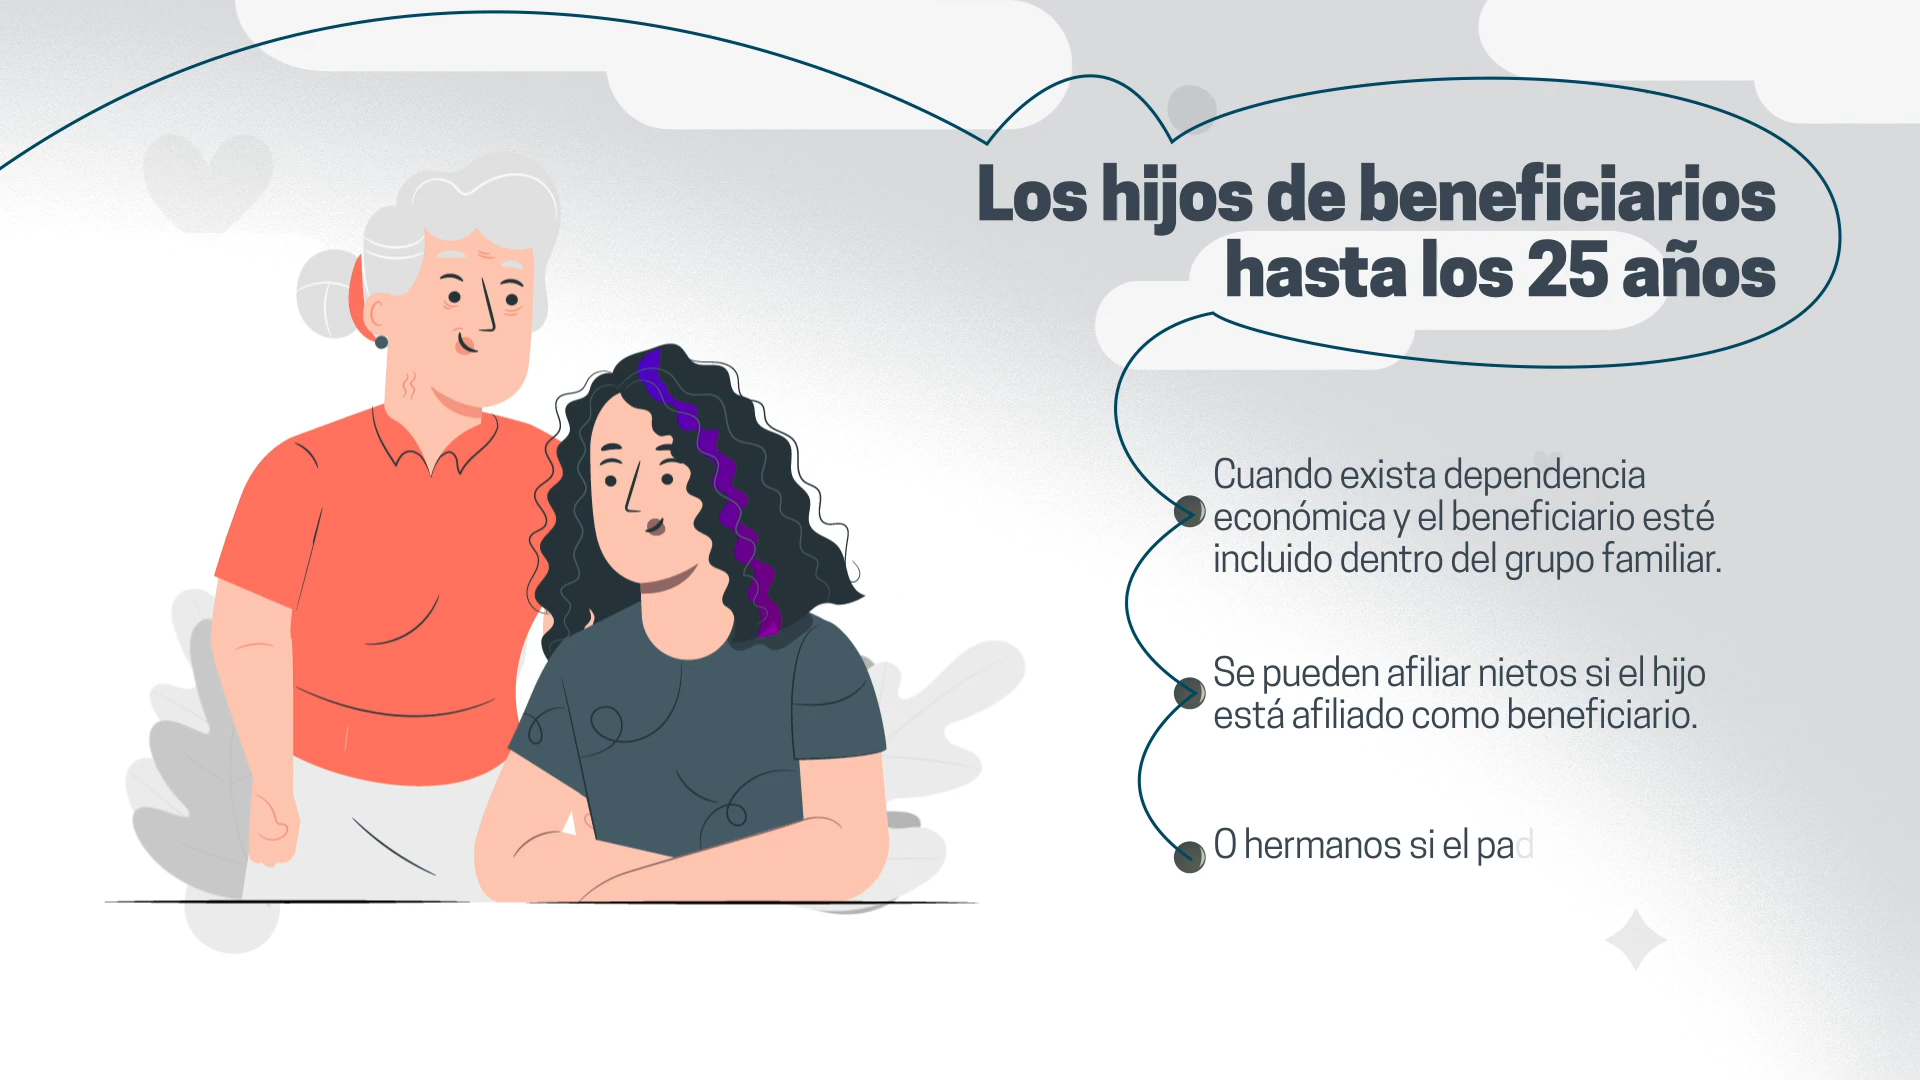 Los hijos de beneficiarios
hasta los 25 años
Cuando exista dependencia
económica y el beneficiario esté
incluido dentro del grupo familiar.
Se pueden afiliar nietos si el hijo
está afiliado como beneficiario.
O hermanos si el pad